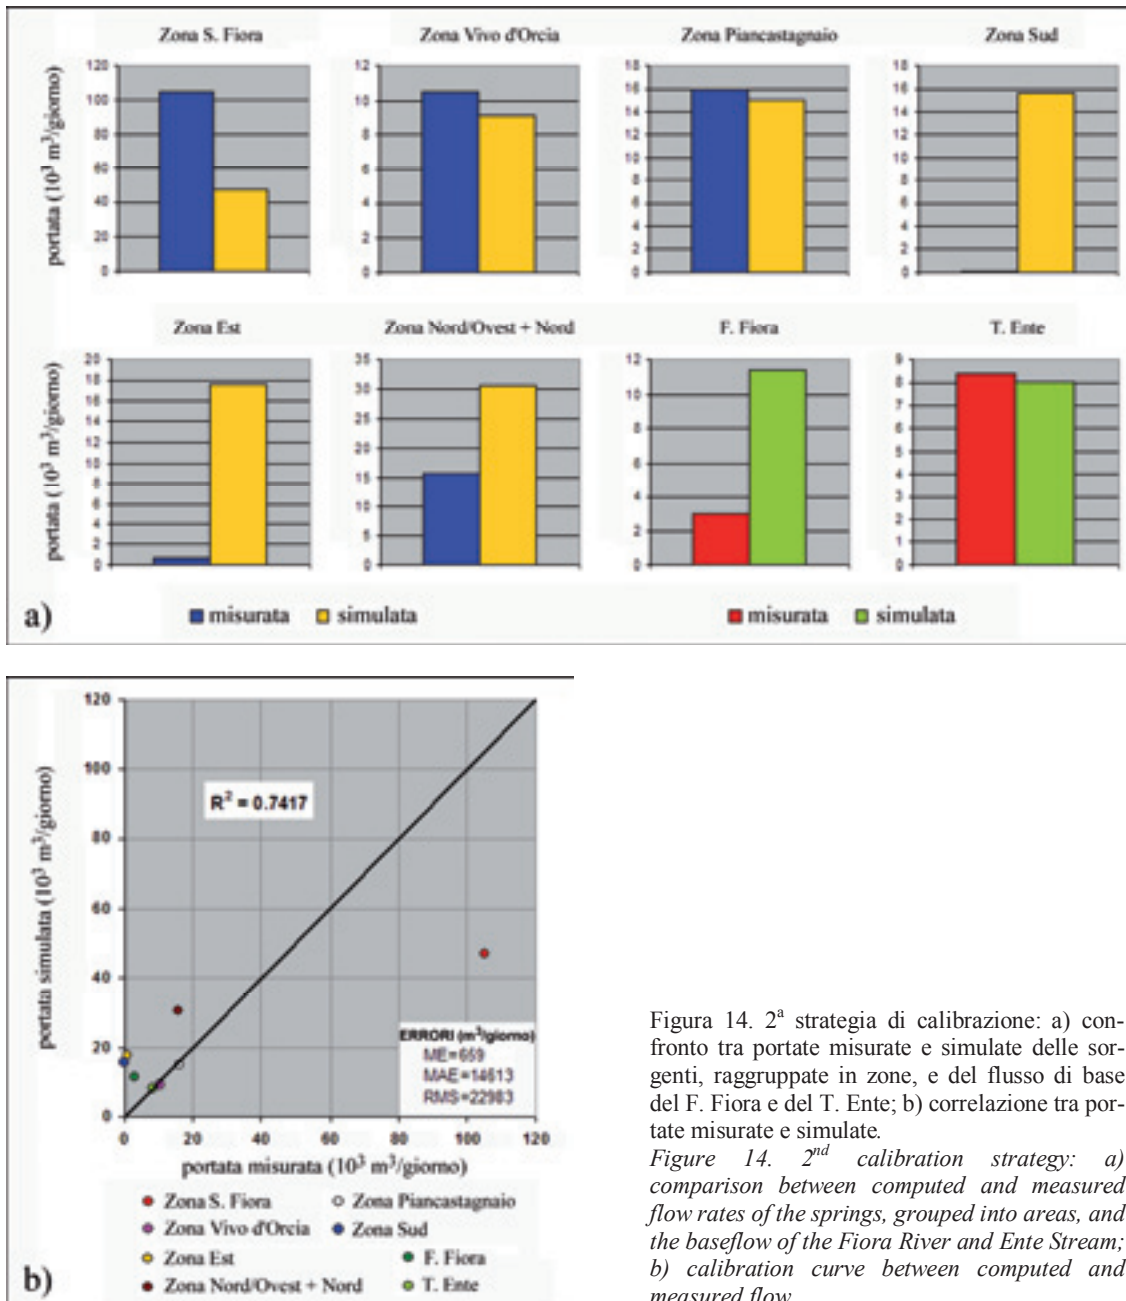 Zona S. Fiora
Zona Vivo d'Orcia
Zona Piancastagnaio
Zona Sud
portata (10³ m³/giorno)
120
100
80
60
40
20
0
12
10
8
6
4
2
0
18
16
14
12
10
8
6
4
2
0
18
16
14
12
10
8
6
4
2
0
Zona Est
Zona Nord/Ovest + Nord
F. Fiora
T. Ente
portata (10³ m³/giorno)
20
18
16
14
12
10
8
6
4
2
0
35
30
25
20
15
10
5
0
12
10
8
6
4
2
0
9
8
7
6
5
4
3
2
1
0
a)
misurata
simulata
misurata
simulata
portata simulata (10³ m³/giorno)
120
100
80
60
40
20
0
R² = 0.7417
ERRORI (m³/giorno)
ME=659
MAE=14613
RMS=22983
0
20
40
60
80
100
120
portata misurata (10³ m³/giorno)
Zona S. Fiora
Zona Piancastagnaio
Zona Vivo d'Orcia
Zona Sud
Zona Est
F. Fiora
Zona Nord/Ovest + Nord
T. Ente
b)
Figura 14. 2ª strategia di calibrazione: a) con-
fronto tra portate misurate e simulate delle sor-
genti, raggruppate in zone, e del flusso di base
del F. Fiora e del T. Ente; b) correlazione tra por-
tate misurate e simulate.
Figure 14. 2nd calibration strategy: a)
comparison between computed and measured
flow rates of the springs, grouped into areas, and
the baseflow of the Fiora River and Ente Stream;
b) calibration curve between computed and
measured flow.